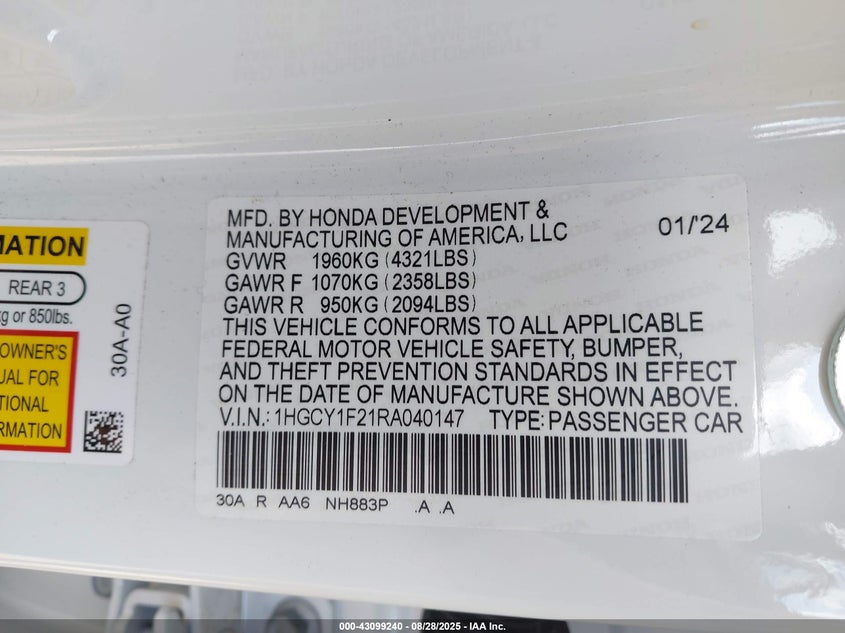 MATION
REAR 3
kg or 850lbs.
OWNER'S
UAL FOR
TIONAL
RMATION
30A-A0
MFD. BY HONDA DEVELOPMENT &
MANUFACTURING OF AMERICA, LLC 01/'24
GVWR 1960KG (4321LBS)
GAWR F 1070KG (2358LBS)
GAWR R 950KG (2094LBS)
THIS VEHICLE CONFORMS TO ALL APPLICABLE
FEDERAL MOTOR VEHICLE SAFETY, BUMPER,
AND THEFT PREVENTION STANDARDS IN EFFECT
ON THE DATE OF MANUFACTURE SHOWN ABOVE.
V.I.N.: 1HGCY1F21RA040147 TYPE: PASSENGER CAR
30A R AA6 NH883P .A .A
000-43099240 - 08/28/2025 - IAA Inc.